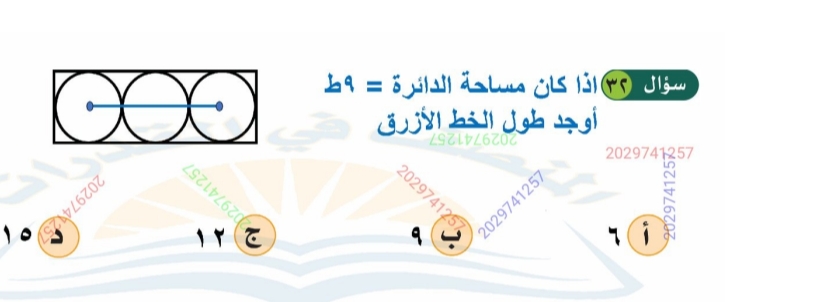 سؤال ٣٢ اذا كان مساحة الدائرة = ٩ط
أوجد طول الخط الأزرق
2029741257
2029741257
2029741257
2029741257
2029741257
2029741257
2029741257
أ ٦
ب ٩
ج ١٢
د ١٥